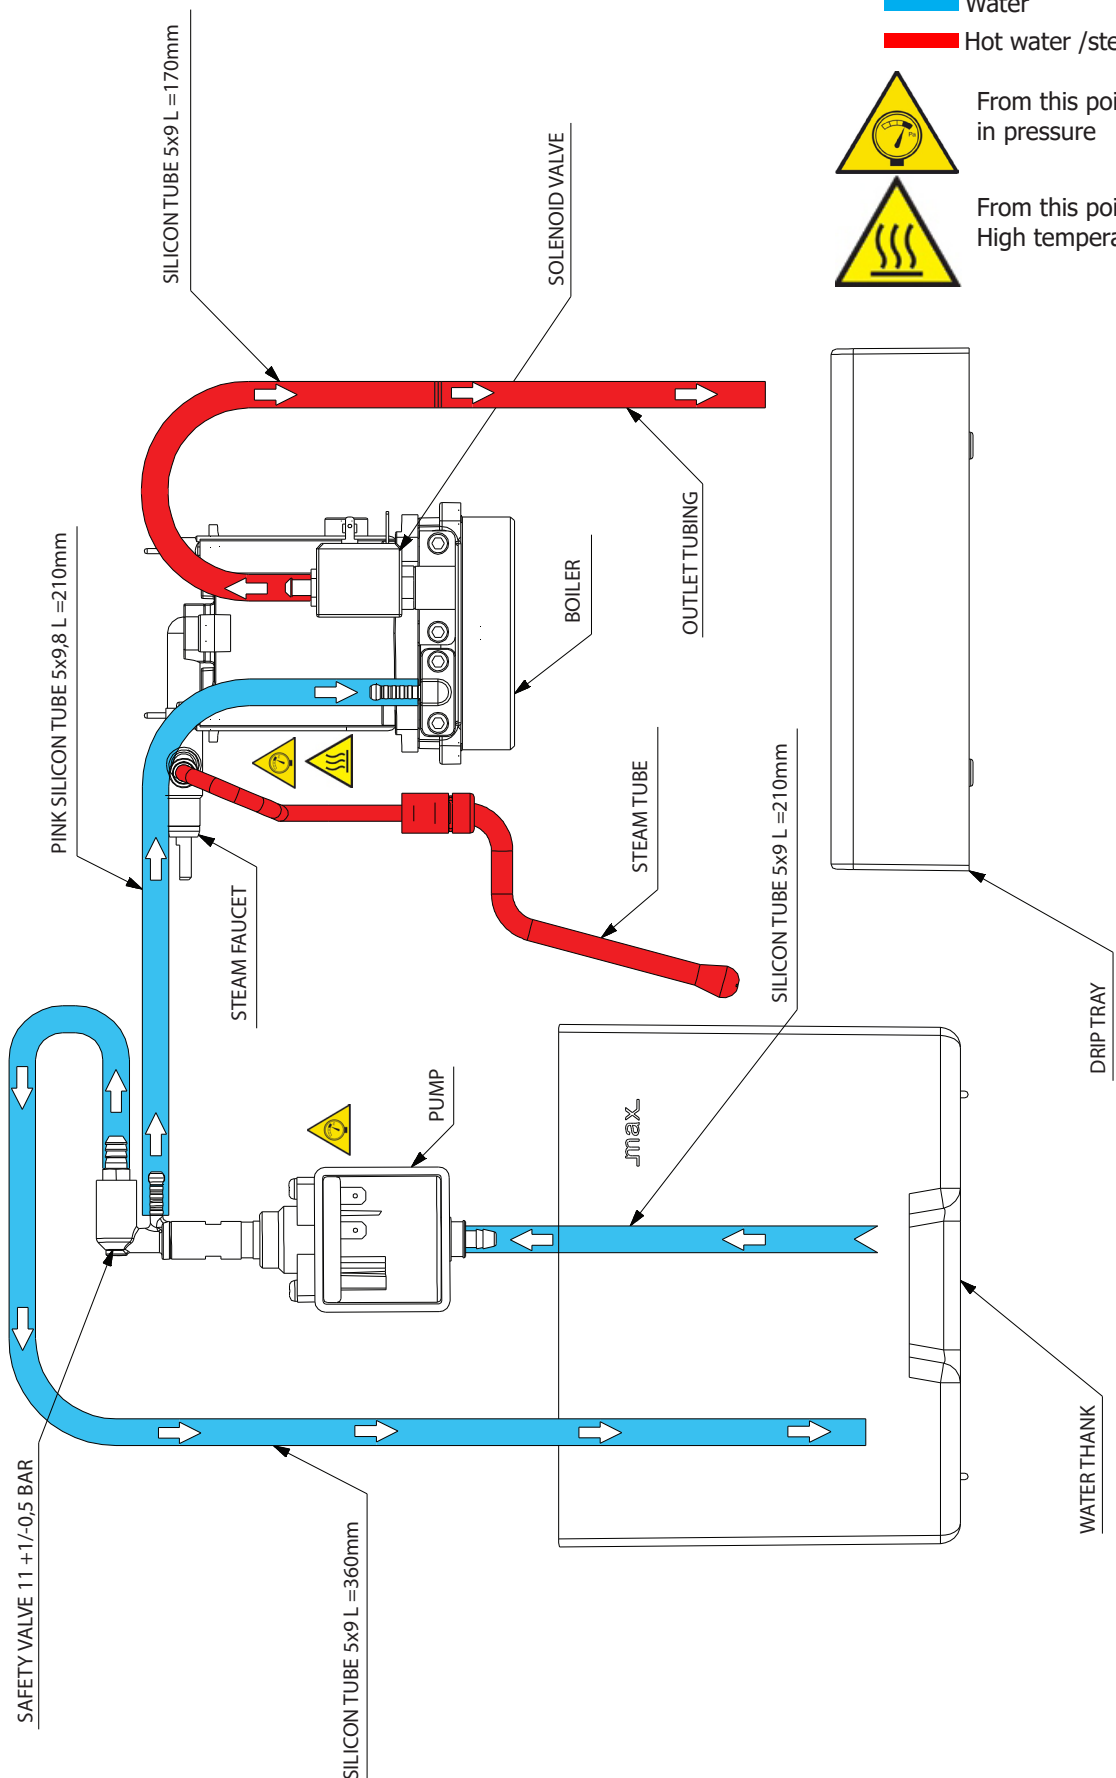 Water
Hot water /ste
From this poi
in pressure
From this poi
High tempera
SILICON TUBE 5x9 L =170mm
SOLENOID VALVE
PINK SILICON TUBE 5x9,8 L =210mm
BOILER
OUTLET TUBING
STEAM FAUCET
STEAM TUBE
SILICON TUBE 5x9 L =210mm
PUMP
max
DRIP TRAY
SAFETY VALVE 11 +1/-0,5 BAR
SILICON TUBE 5x9 L =360mm
WATER THANK